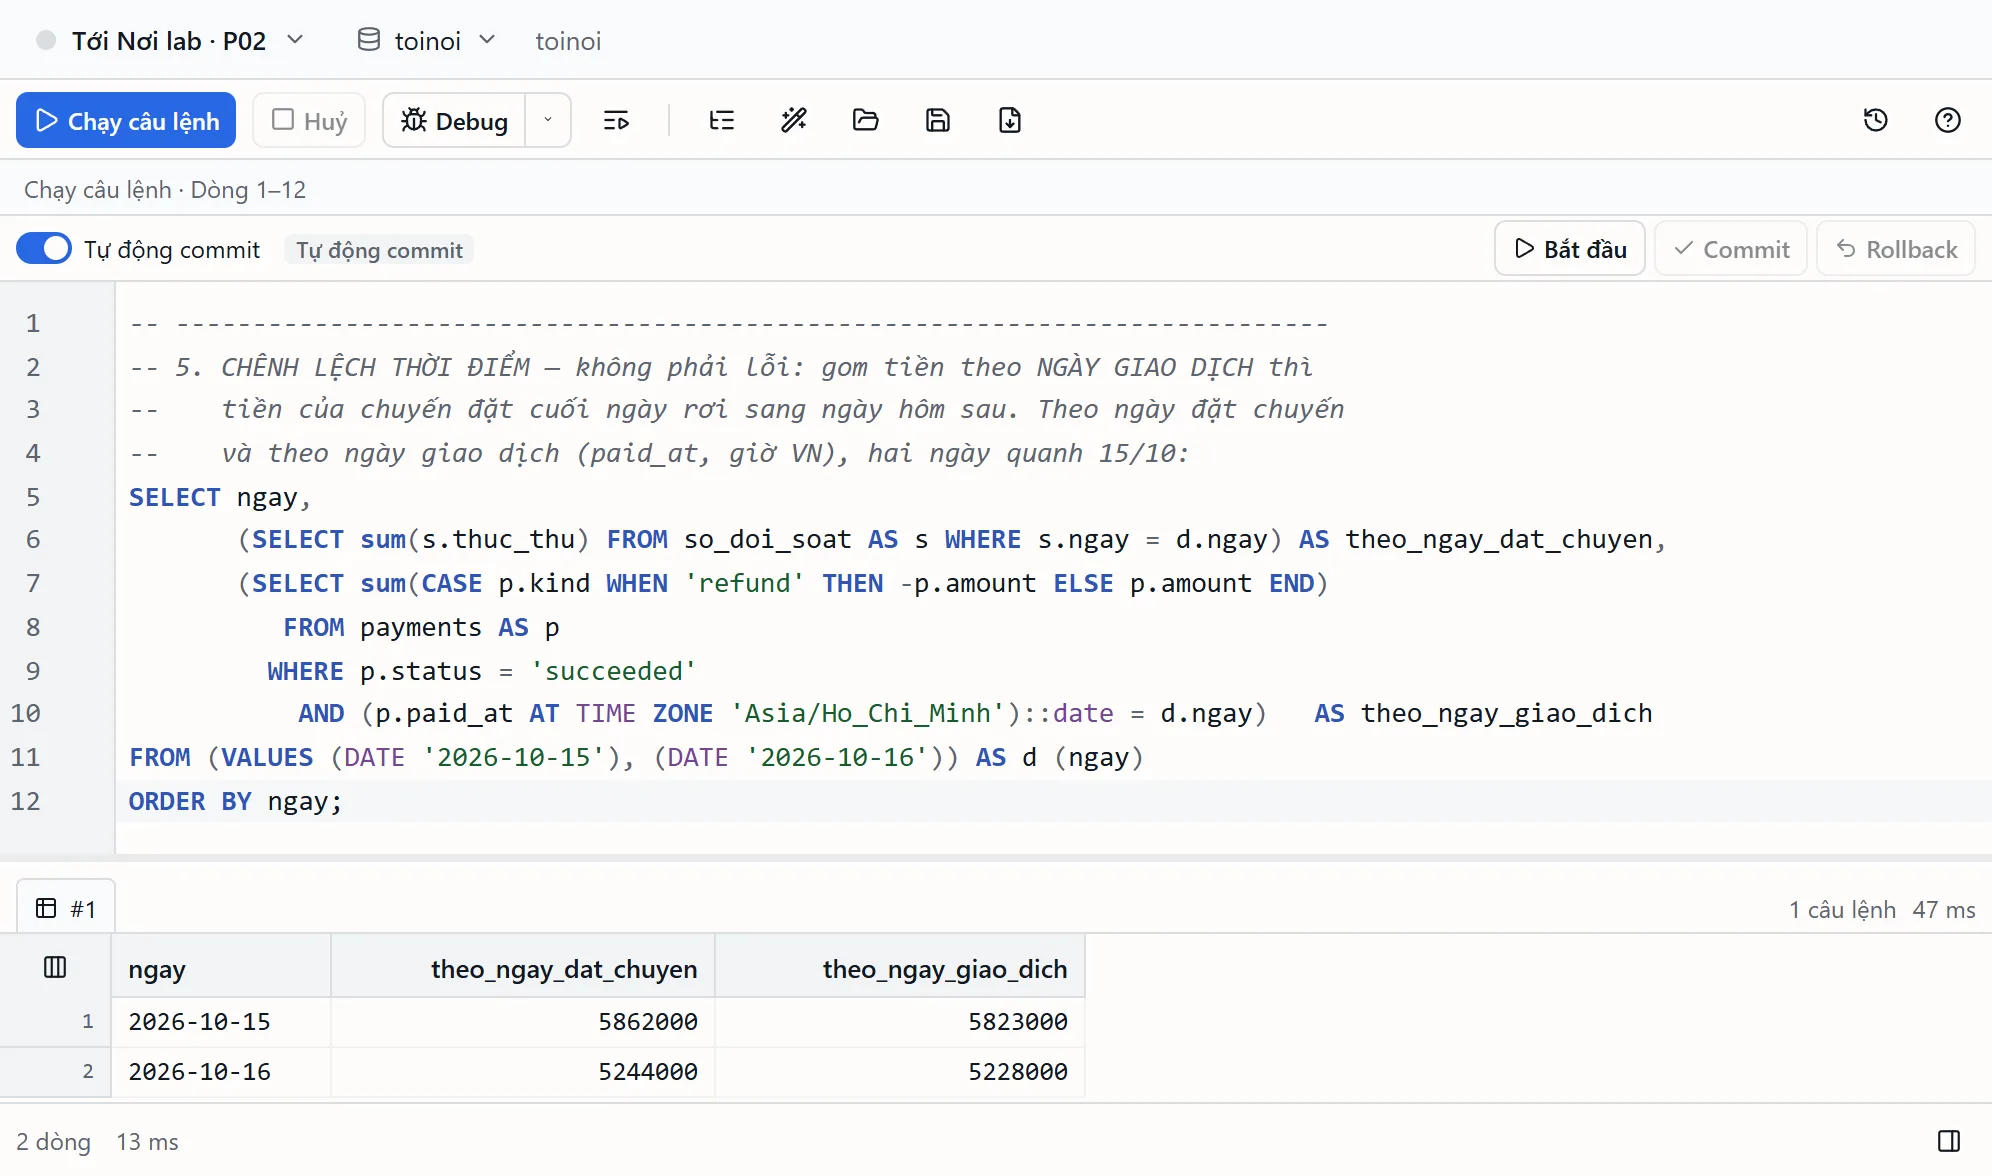 Tới Nơi lab · P02 toinoi toinoi
Chạy câu lệnh Huỷ Debug
Chạy câu lệnh · Dòng 1–12
Tự động commit Tự động commit Bắt đầu Commit Rollback
1 -- ---------------------------------------------------------------------------
2 -- 5. CHÊNH LỆCH THỜI ĐIỂM — không phải lỗi: gom tiền theo NGÀY GIAO DỊCH thì
3 --    tiền của chuyến đặt cuối ngày rơi sang ngày hôm sau. Theo ngày đặt chuyến
4 --    và theo ngày giao dịch (paid_at, giờ VN), hai ngày quanh 15/10:
5 SELECT ngay,
6        (SELECT sum(s.thuc_thu) FROM so_doi_soat AS s WHERE s.ngay = d.ngay) AS theo_ngay_dat_chuyen,
7        (SELECT sum(CASE p.kind WHEN 'refund' THEN -p.amount ELSE p.amount END)
8           FROM payments AS p
9          WHERE p.status = 'succeeded'
10            AND (p.paid_at AT TIME ZONE 'Asia/Ho_Chi_Minh')::date = d.ngay)   AS theo_ngay_giao_dich
11 FROM (VALUES (DATE '2026-10-15'), (DATE '2026-10-16')) AS d (ngay)
12 ORDER BY ngay;
#1 1 câu lệnh 47 ms
ngay theo_ngay_dat_chuyen theo_ngay_giao_dich
1 2026-10-15 5862000 5823000
2 2026-10-16 5244000 5228000
2 dòng 13 ms